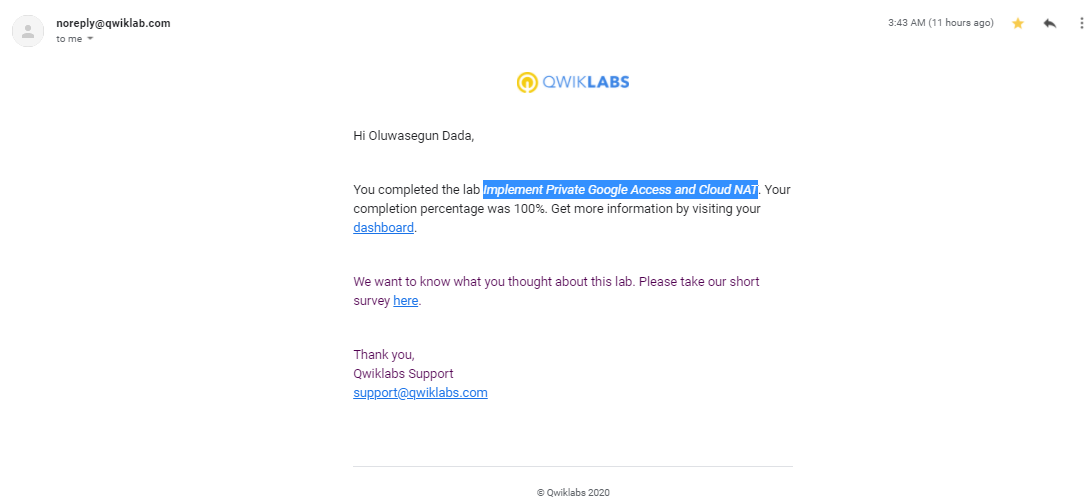 noreply@qwiklab.com
3:43 AM (11 hours ago)
to me
QWIKLABS
Hi Oluwasegun Dada,
You completed the lab Implement Private Google Access and Cloud NAT. Your
completion percentage was 100%. Get more information by visiting your
dashboard.
We want to know what you thought about this lab. Please take our short
survey here.
Thank you,
Qwiklabs Support
support@qwiklabs.com
© Qwiklabs 2020